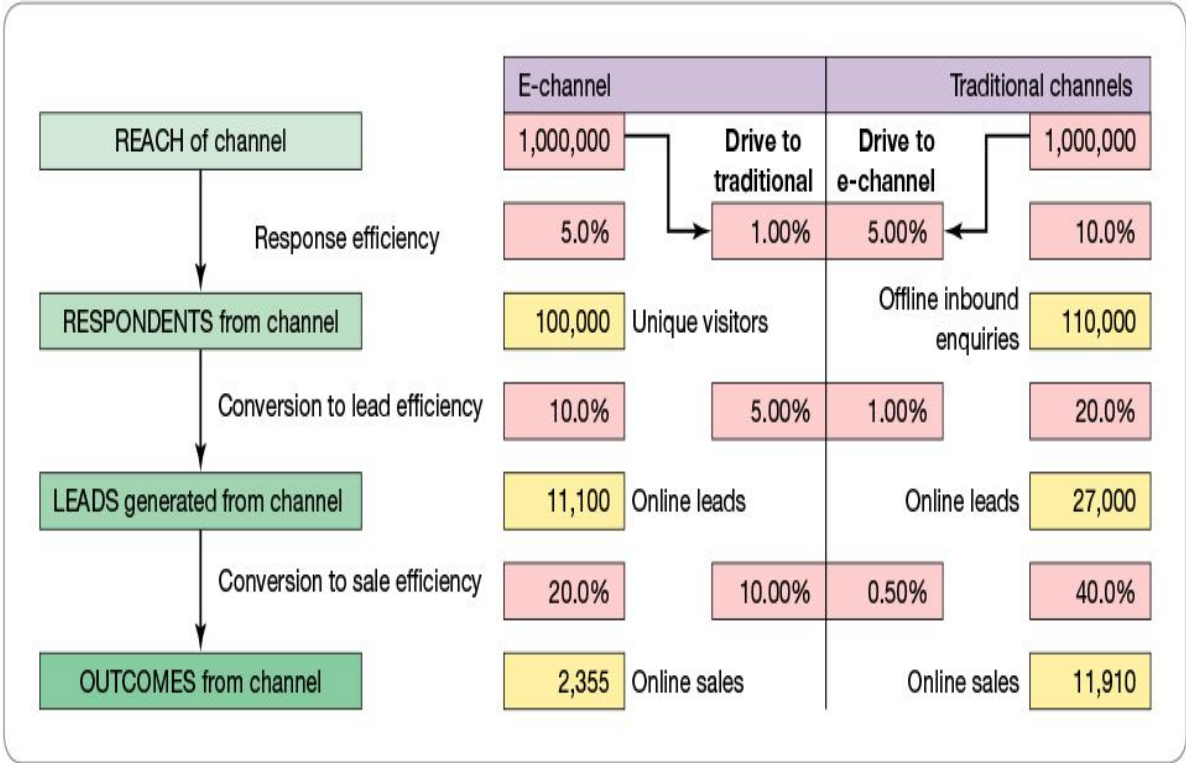 E-channel
Traditional channels
REACH of channel
1,000,000
Drive to
traditional
Drive to
e-channel
1,000,000
Response efficiency
5.0%
1.00%
5.00%
10.0%
RESPONDENTS from channel
100,000
Unique visitors
Offline inbound
enquiries
110,000
Conversion to lead efficiency
10.0%
5.00%
1.00%
20.0%
LEADS generated from channel
11,100
Online leads
Online leads
27,000
Conversion to sale efficiency
20.0%
10.00%
0.50%
40.0%
OUTCOMES from channel
2,355
Online sales
Online sales
11,910